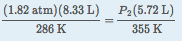 (1.82 atm)(8.33 L) / 286 K = P₂(5.72 L) / 355 K